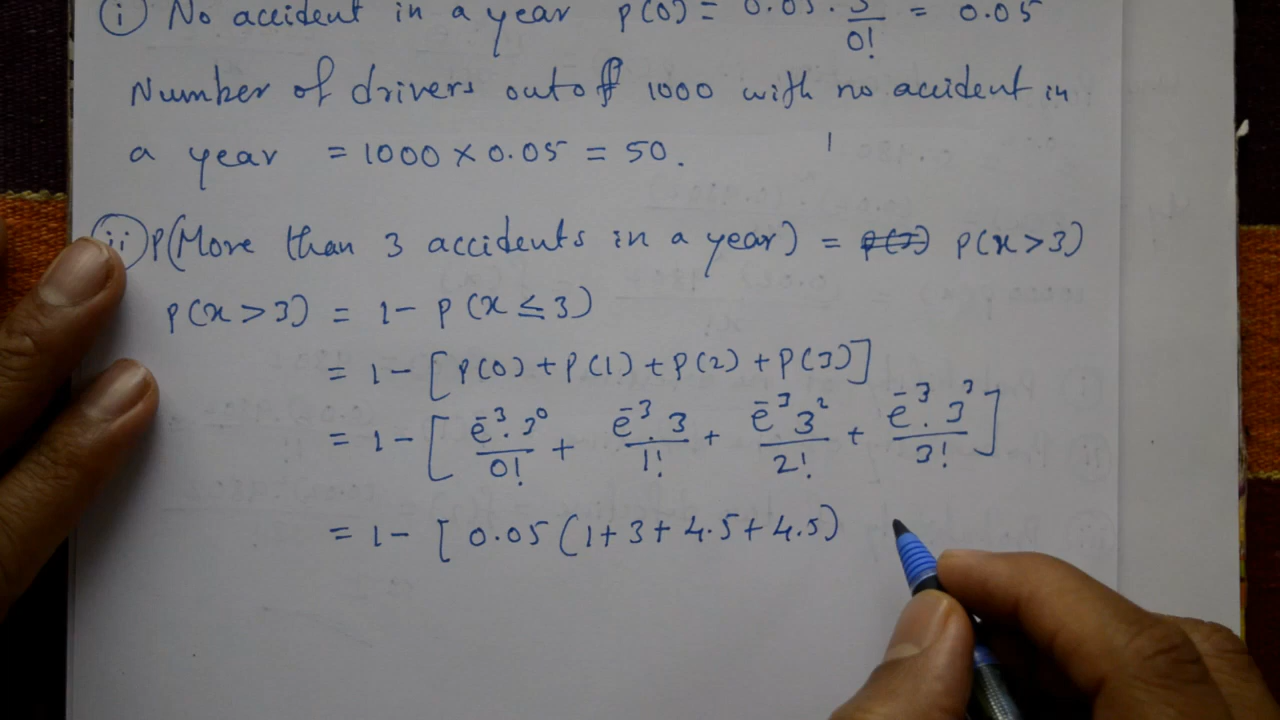 (i) No accident in a year p(0) = 0.05 · 3/0! = 0.05
Number of drivers out of 1000 with no accident in
a year = 1000 × 0.05 = 50.
(ii) P(More than 3 accidents in a year) = p(x>3)
p(x>3) = 1 - p(x ≤ 3)
= 1 - [p(0) + p(1) + p(2) + p(3)]
= 1 - [e⁻³·3⁰/0! + e⁻³·3/1! + e⁻³3²/2! + e⁻³·3³/3!]
= 1 - [0.05 (1+3+4.5+4.5)